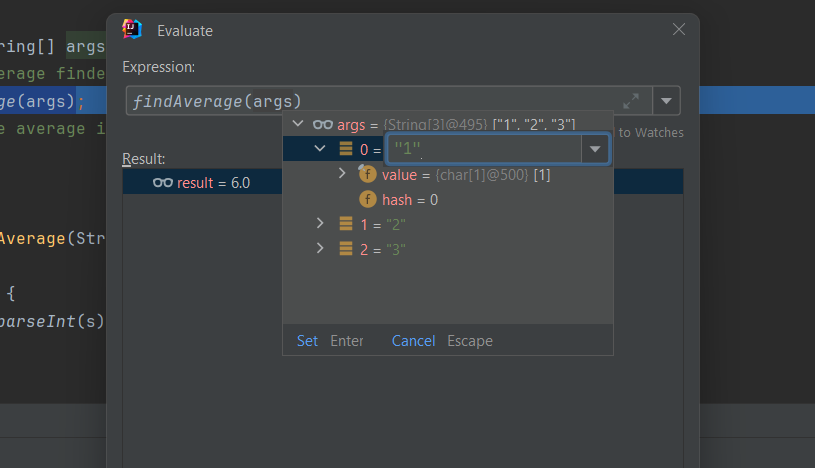 Evaluate
ring[] args
Expression:
erage finde
ge(args);
findAverage(args)
args = {String[3]@495} ["1", "2", "3"]
e average i
to Watches
0 = "1"
Result:
value = {char[1]@500} [1]
result = 6.0
hash = 0
1 = "2"
Average(Str
2 = "3"
{
parseInt(s)
Set Enter Cancel Escape